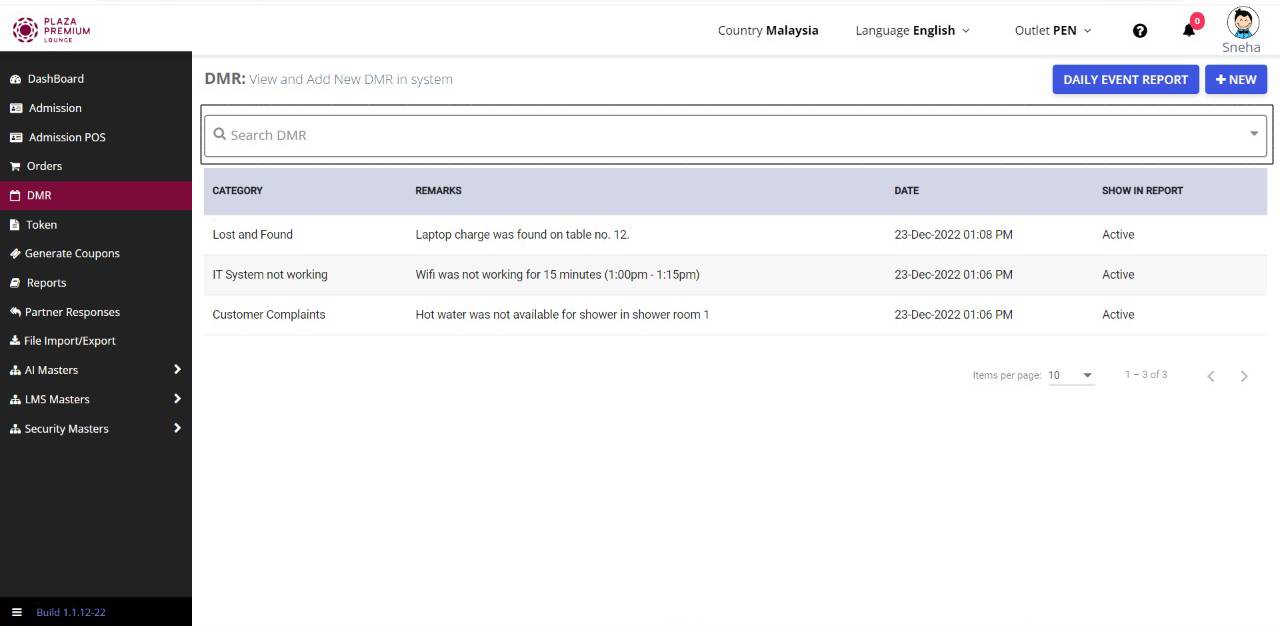 PLAZA
PREMIUM
LOUNGE
Country Malaysia
Language English
Outlet PEN
0
Sneha
DashBoard
Admission
Admission POS
Orders
DMR
Token
Generate Coupons
Reports
Partner Responses
File Import/Export
AI Masters
LMS Masters
Security Masters
Build 1.1.12-22
DMR: View and Add New DMR in system
DAILY EVENT REPORT
+ NEW
Search DMR
CATEGORY REMARKS DATE SHOW IN REPORT
Lost and Found Laptop charge was found on table no. 12. 23-Dec-2022 01:08 PM Active
IT System not working Wifi was not working for 15 minutes (1:00pm - 1:15pm) 23-Dec-2022 01:06 PM Active
Customer Complaints Hot water was not available for shower in shower room 1 23-Dec-2022 01:06 PM Active
Items per page: 10 1 – 3 of 3